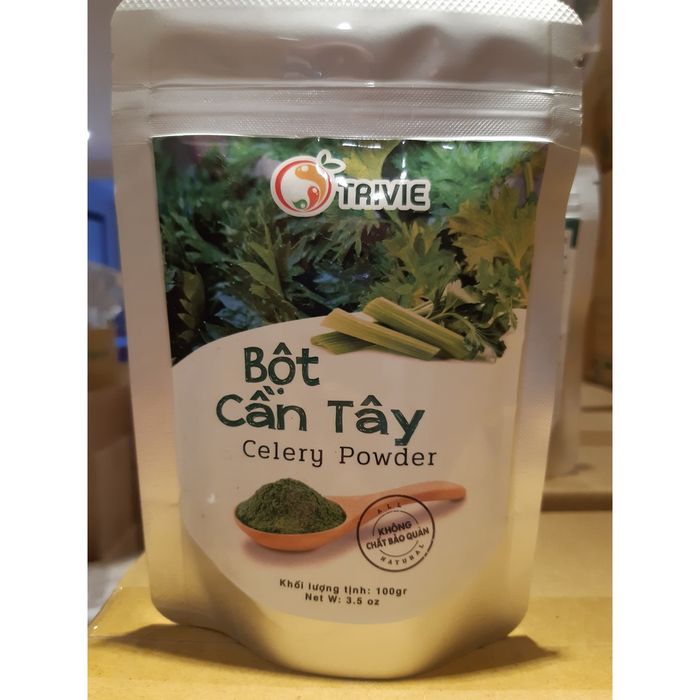 TRIVIE
Bột
Cần Tây
Celery Powder
ALL
KHÔNG
CHẤT BẢO QUẢN
NATURAL
Khối lượng tịnh: 100gr
Net W: 3.5 oz